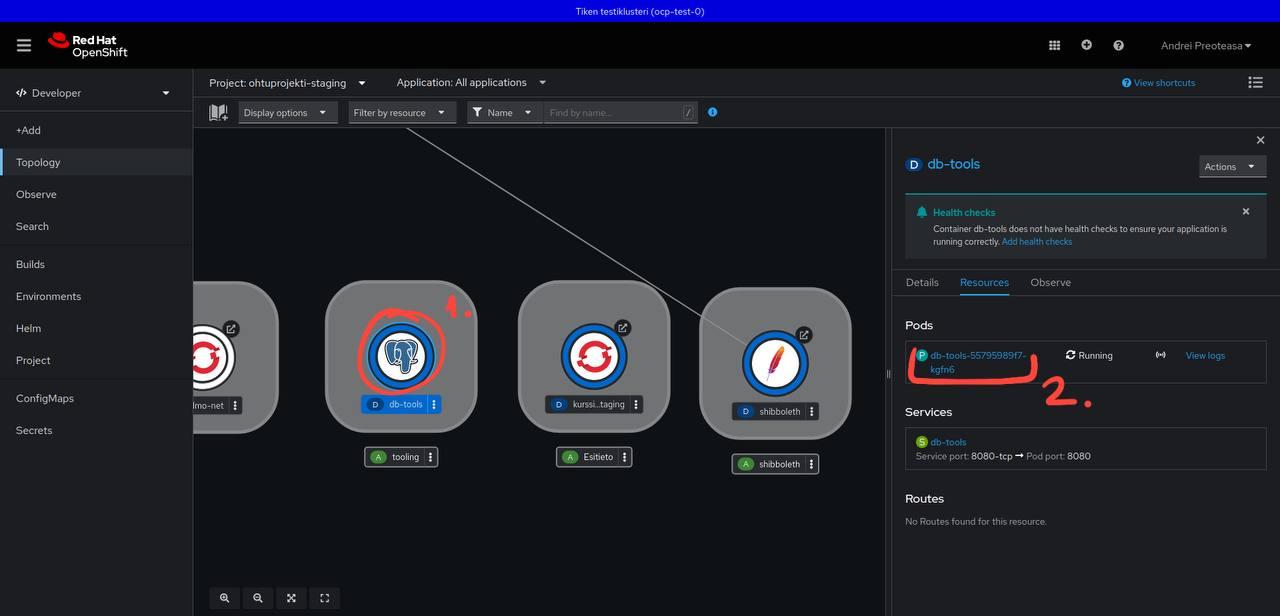 Tiken testiklusteri (ocp-test-0)
Red Hat
OpenShift
Andrei Preoteasa
Developer
+Add
Topology
Observe
Search
Builds
Environments
Helm
Project
ConfigMaps
Secrets
Project: ohtuprojekti-staging
Application: All applications
View shortcuts
Display options
Filter by resource
Name
Find by name...
/
1.
lmo-net
D db-tools
D kurssi...taging
D shibboleth
A tooling
A Esitieto
A shibboleth
D db-tools
Actions
Health checks
Container db-tools does not have health checks to ensure your application is
running correctly. Add health checks
Details
Resources
Observe
Pods
P db-tools-55795989f7-
kgfn6
Running
View logs
2.
Services
S db-tools
Service port: 8080-tcp → Pod port: 8080
Routes
No Routes found for this resource.